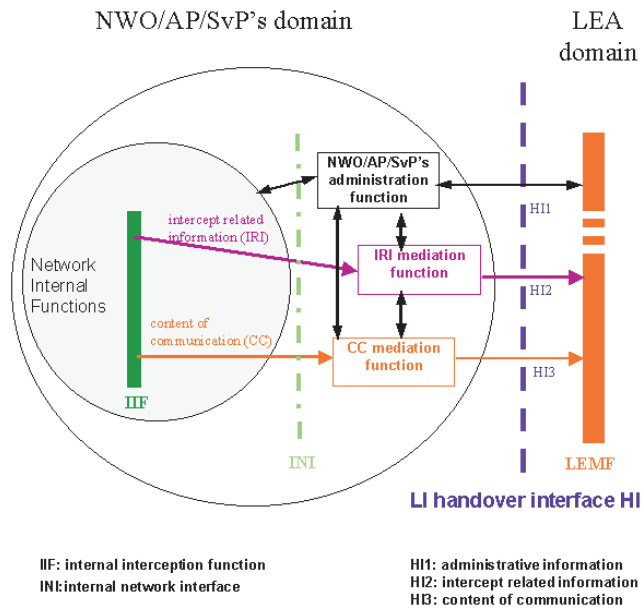 NWO/AP/SvP's domain
LEA
domain
NWO/AP/SvP's
administration
function
HI1
intercept related
information (IRI)
IRI mediation
function
Network
Internal
Functions
HI2
content of
communication (CC)
CC mediation
function
HI3
IIF
INI
LEMF
LI handover interface HI
IIF: internal interception function
INI:internal network interface
HI1: administrative information
HI2: intercept related information
HI3: content of communication